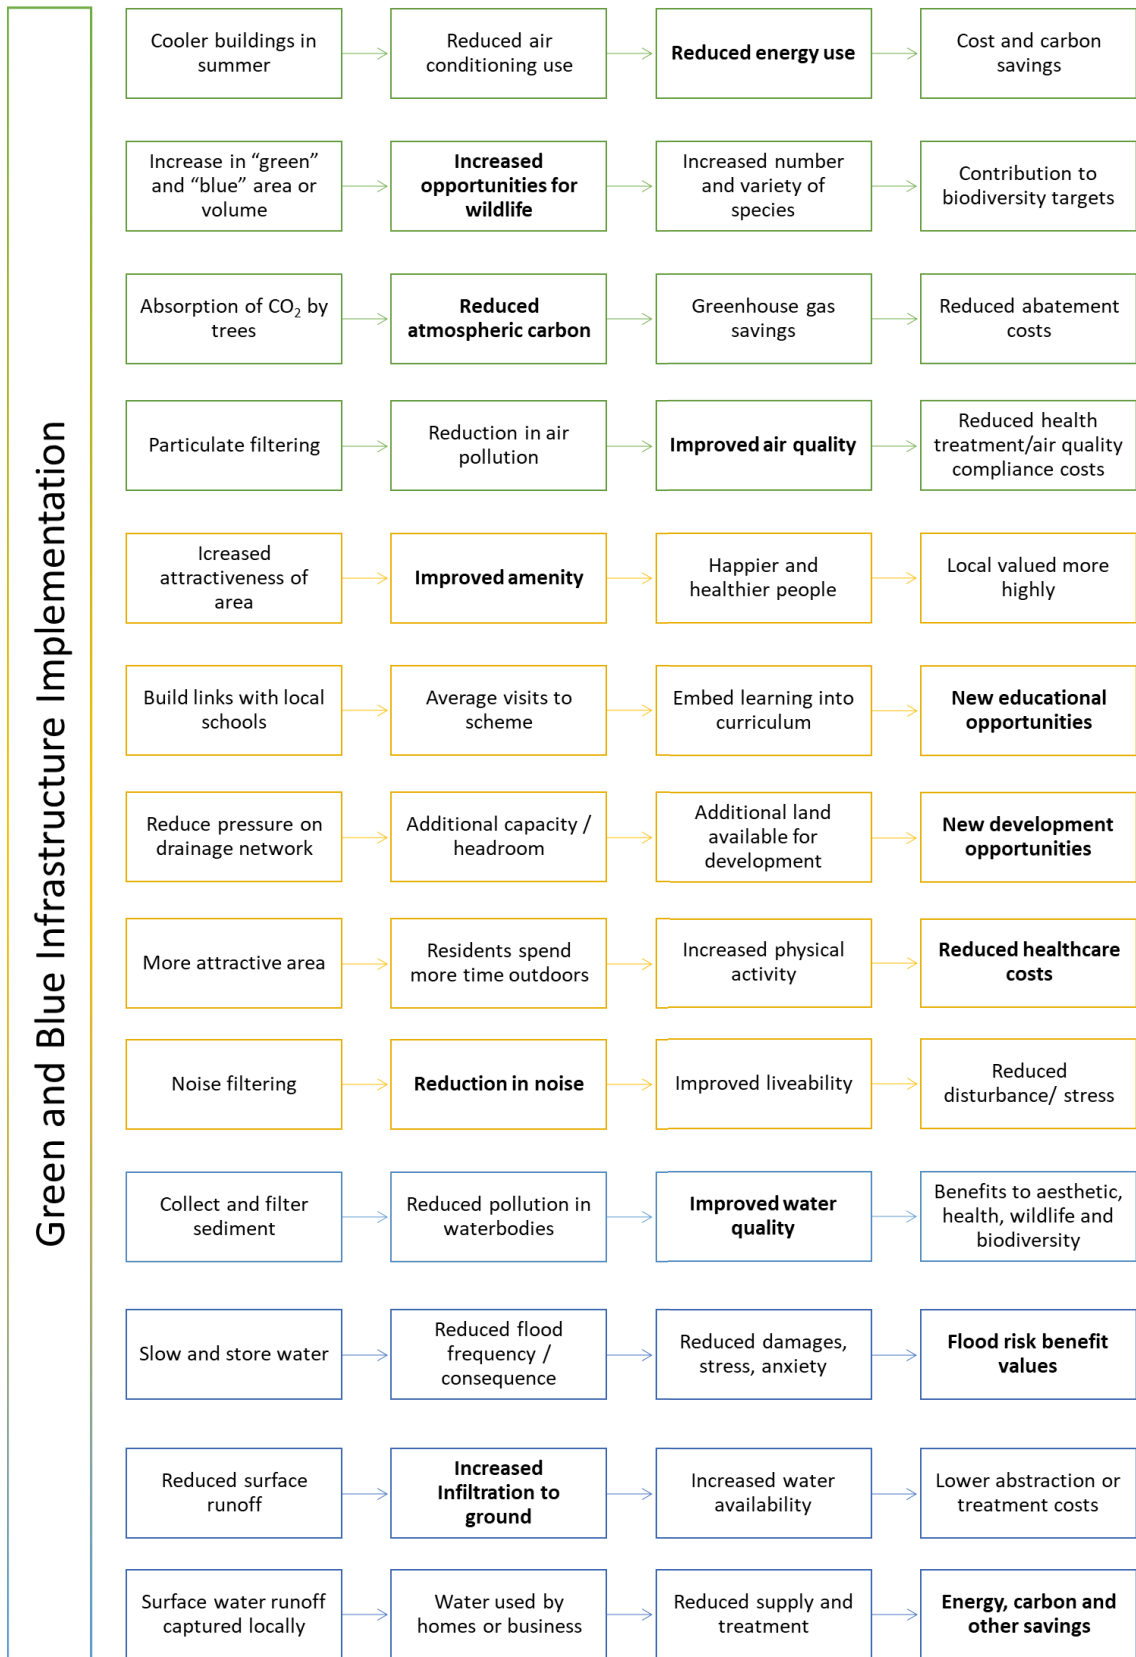 Green and Blue Infrastructure Implementation
Cooler buildings in
summer
Reduced air
conditioning use
Reduced energy use
Cost and carbon
savings
Increase in “green”
and “blue” area or
volume
Increased
opportunities for
wildlife
Increased number
and variety of
species
Contribution to
biodiversity targets
Absorption of CO₂ by
trees
Reduced
atmospheric carbon
Greenhouse gas
savings
Reduced abatement
costs
Particulate filtering
Reduction in air
pollution
Improved air quality
Reduced health
treatment/air quality
compliance costs
Icreased
attractiveness of
area
Improved amenity
Happier and
healthier people
Local valued more
highly
Build links with local
schools
Average visits to
scheme
Embed learning into
curriculum
New educational
opportunities
Reduce pressure on
drainage network
Additional capacity /
headroom
Additional land
available for
development
New development
opportunities
More attractive area
Residents spend
more time outdoors
Increased physical
activity
Reduced healthcare
costs
Noise filtering
Reduction in noise
Improved liveability
Reduced
disturbance/ stress
Collect and filter
sediment
Reduced pollution in
waterbodies
Improved water
quality
Benefits to aesthetic,
health, wildlife and
biodiversity
Slow and store water
Reduced flood
frequency /
consequence
Reduced damages,
stress, anxiety
Flood risk benefit
values
Reduced surface
runoff
Increased
Infiltration to
ground
Increased water
availability
Lower abstraction or
treatment costs
Surface water runoff
captured locally
Water used by
homes or business
Reduced supply and
treatment
Energy, carbon and
other savings